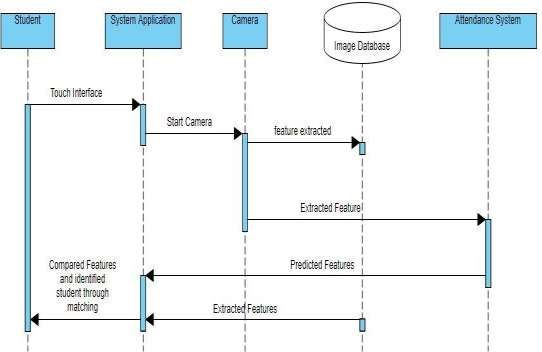 Student
System Application
Camera
Image Database
Attendance System
Touch Interface
Start Camera
feature extracted
Extracted Feature
Predicted Features
Compared Features
and identified
student through
matching
Extracted Features